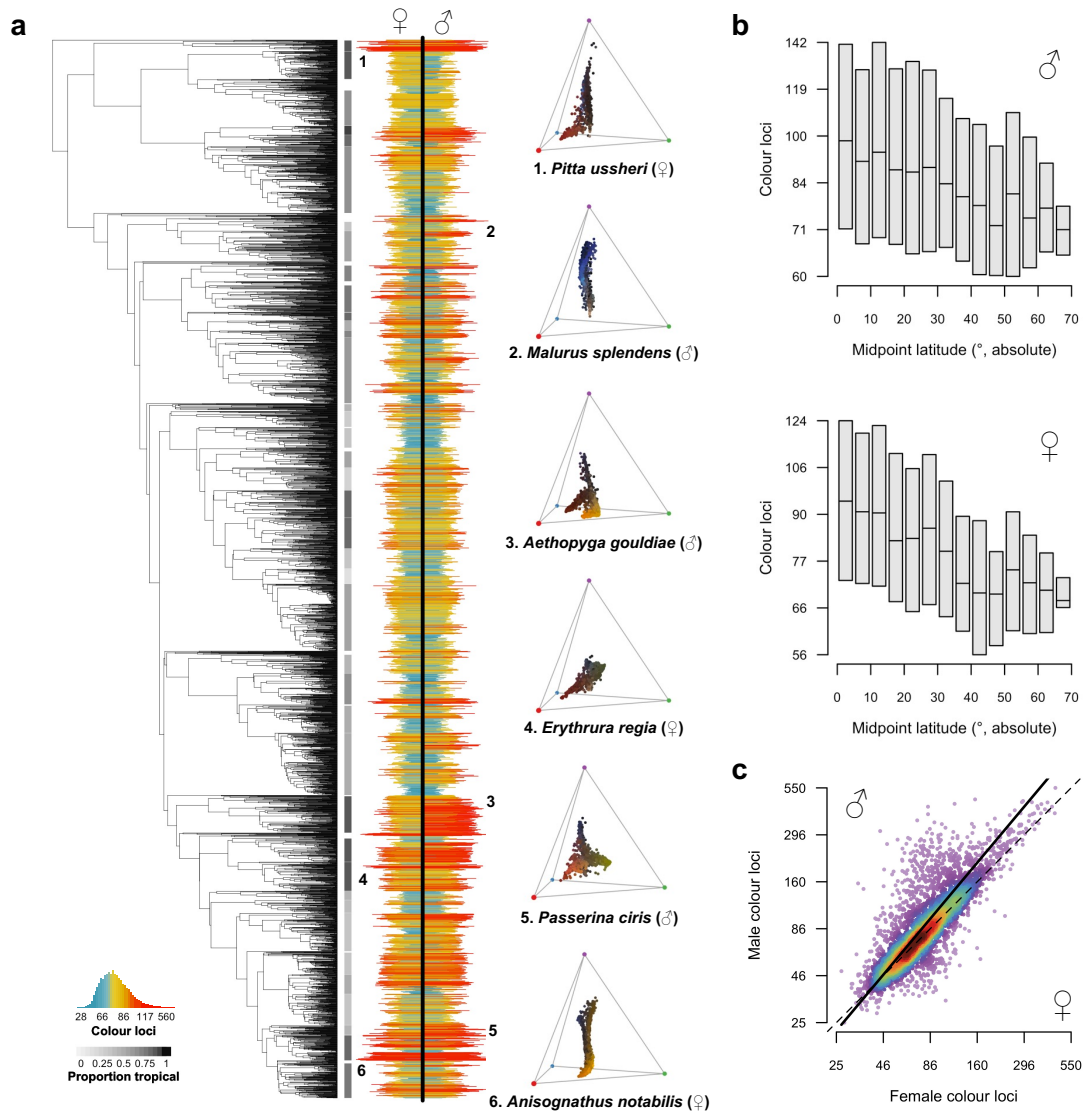 a
♀ ♂
1
2
3
4
5
6
28 66 86 117 560
Colour loci
0 0.25 0.5 0.75 1
Proportion tropical
1. Pitta ussheri (♀)
2. Malurus splendens (♂)
3. Aethopyga gouldiae (♂)
4. Erythrura regia (♀)
5. Passerina ciris (♂)
6. Anisognathus notabilis (♀)
b
♂
142
119
100
84
71
60
Colour loci
0 10 20 30 40 50 60 70
Midpoint latitude (°, absolute)
♀
124
106
90
77
66
56
Colour loci
0 10 20 30 40 50 60 70
Midpoint latitude (°, absolute)
c
♂
550
296
160
86
46
25
Male colour loci
♀
25 46 86 160 296 550
Female colour loci